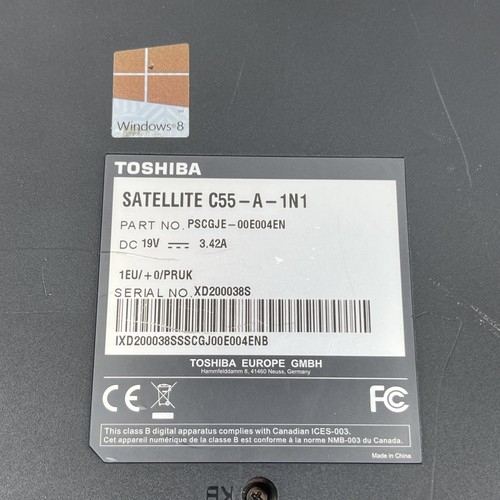 Windows 8
TOSHIBA
SATELLITE C55-A-1N1
PART NO. PSCGJE-00E004EN
DC 19V 3.42A
1EU/+0/PRUK
SERIAL NO. XD200038S
IXD200038SSSCGJ00E004ENB
TOSHIBA EUROPE GMBH
Hammfelddamm 8, 41460 Neuss, Germany
CE FC
This class B digital apparatus complies with Canadian ICES-003.
Cet appareil numérique de la classe B est conforme à la norme NMB-003 du Canada.
Made in China
KB